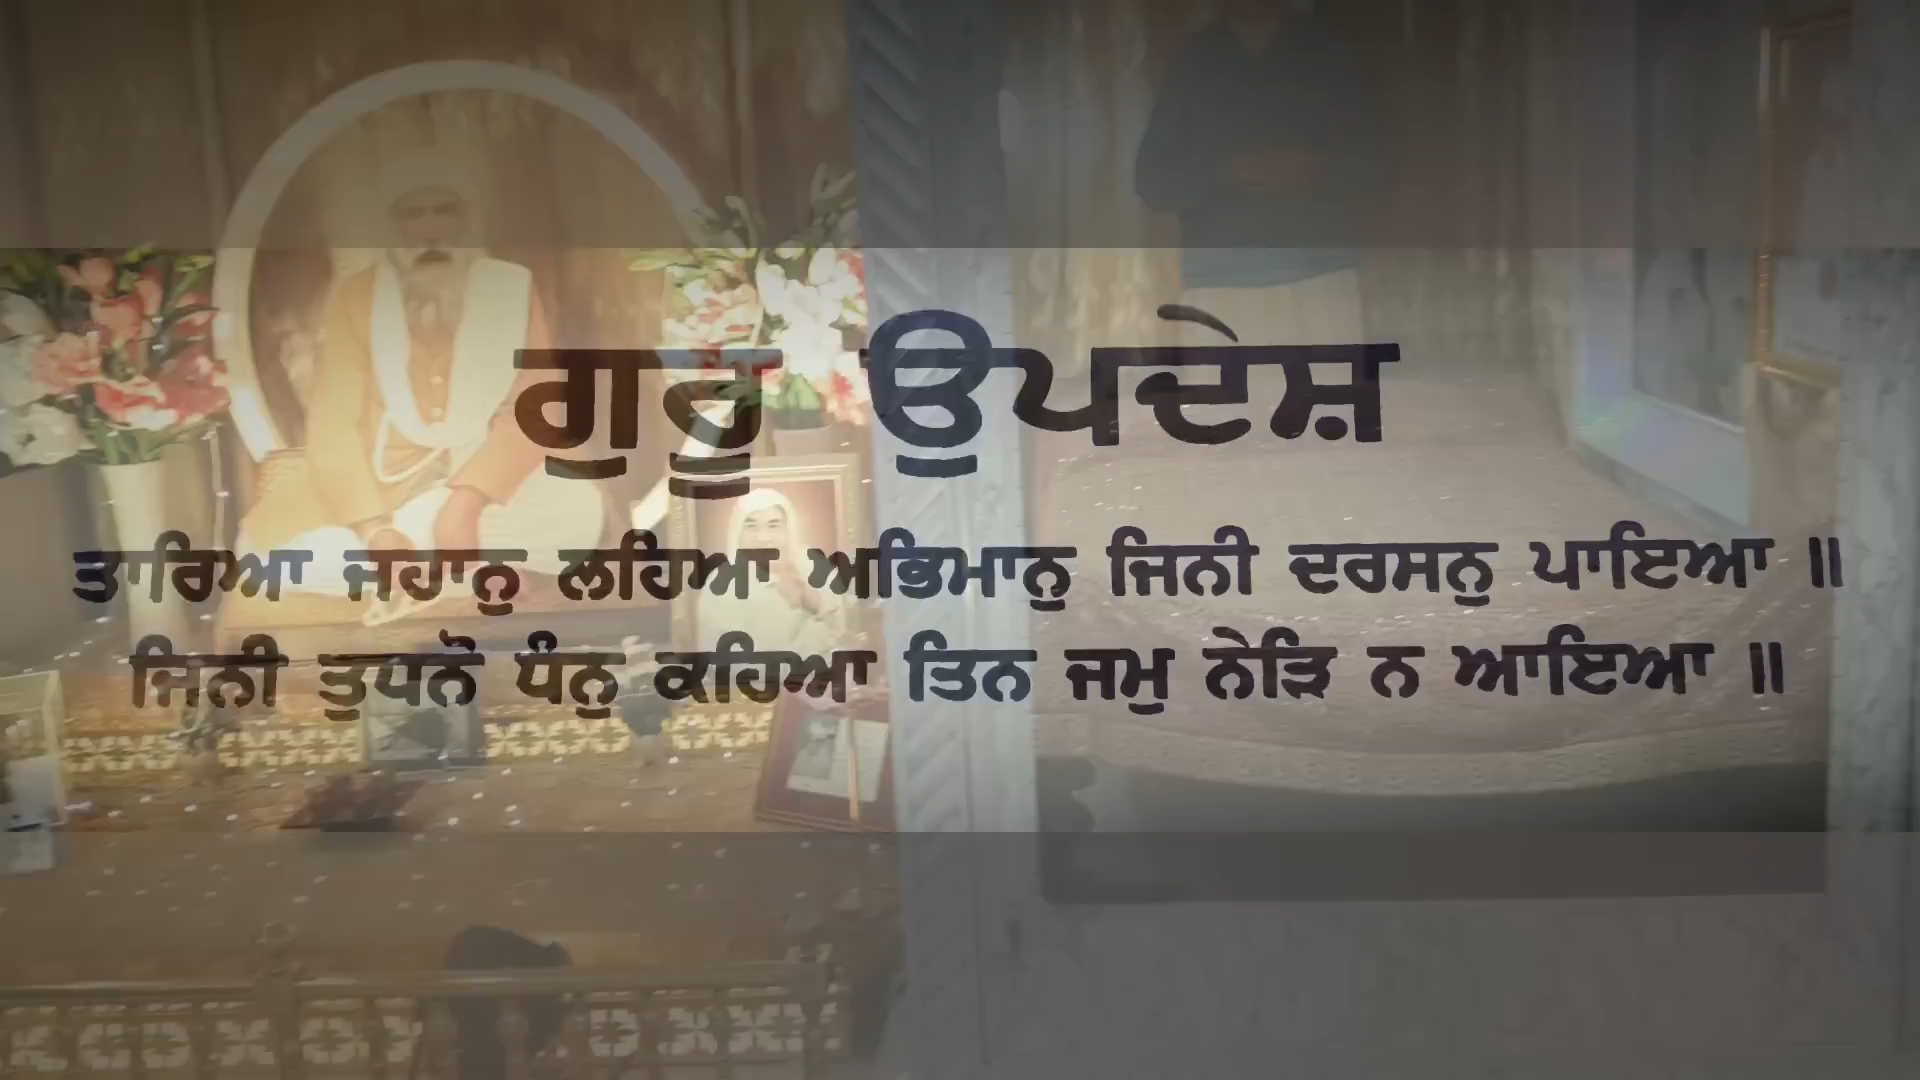 ਗੁਰੂ ਉਪਦੇਸ਼
ਤਾਰਿਆ ਜਹਾਨੁ ਲਹਿਆ ਅਭਿਮਾਨੁ ਜਿਨੀ ਦਰਸਨੁ ਪਾਇਆ ॥
ਜਿਨੀ ਤੁਧਨੋ ਧੰਨੁ ਕਹਿਆ ਤਿਨ ਜਮੁ ਨੇੜਿ ਨ ਆਇਆ ॥